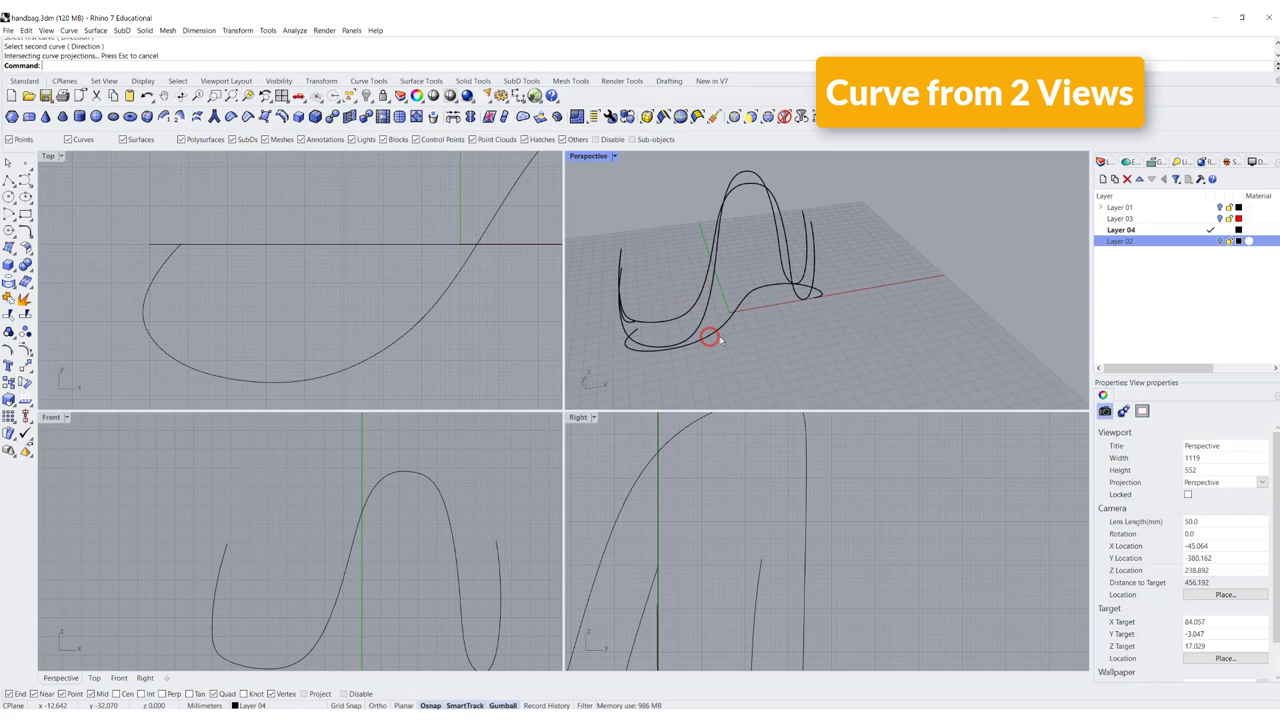 handbag.3dm (120 MB) - Rhino 7 Educational
File Edit View Curve Surface SubD Solid Mesh Dimension Transform Tools Analyze Render Panels Help
Select second curve ( Direction )
Intersecting curve projections... Press Esc to cancel
Command:
Curve from 2 Views
Standard CPlanes Set View Display Select Viewport Layout Visibility Transform Curve Tools Surface Tools Solid Tools SubD Tools Mesh Tools Render Tools Drafting New in V7
Points Curves Surfaces Polysurfaces SubDs Meshes Annotations Lights Blocks Control Points Point Clouds Hatches Others Disable Sub-objects
Top
Perspective
Layer Material
Layer 01
Layer 03
Layer 04
Layer 02
y
x
z
y
x
Properties: View properties
Viewport
Title Perspective
Width 1119
Height 552
Projection Perspective
Locked
Camera
Lens Length(mm) 50.0
Rotation 0.0
X Location -45.064
Y Location -380.162
Z Location 238.892
Distance to Target 456.192
Location Place...
Target
X Target 84.057
Y Target -3.047
Z Target 17.029
Location Place...
Wallpaper
Front
Right
z
x
z
y
Perspective Top Front Right
End Near Point Mid Cen Int Perp Tan Quad Knot Vertex Project Disable
CPlane x -12.642 y -32.070 z 0.000 Millimeters Layer 04 Grid Snap Ortho Planar Osnap SmartTrack Gumball Record History Filter Memory use: 986 MB